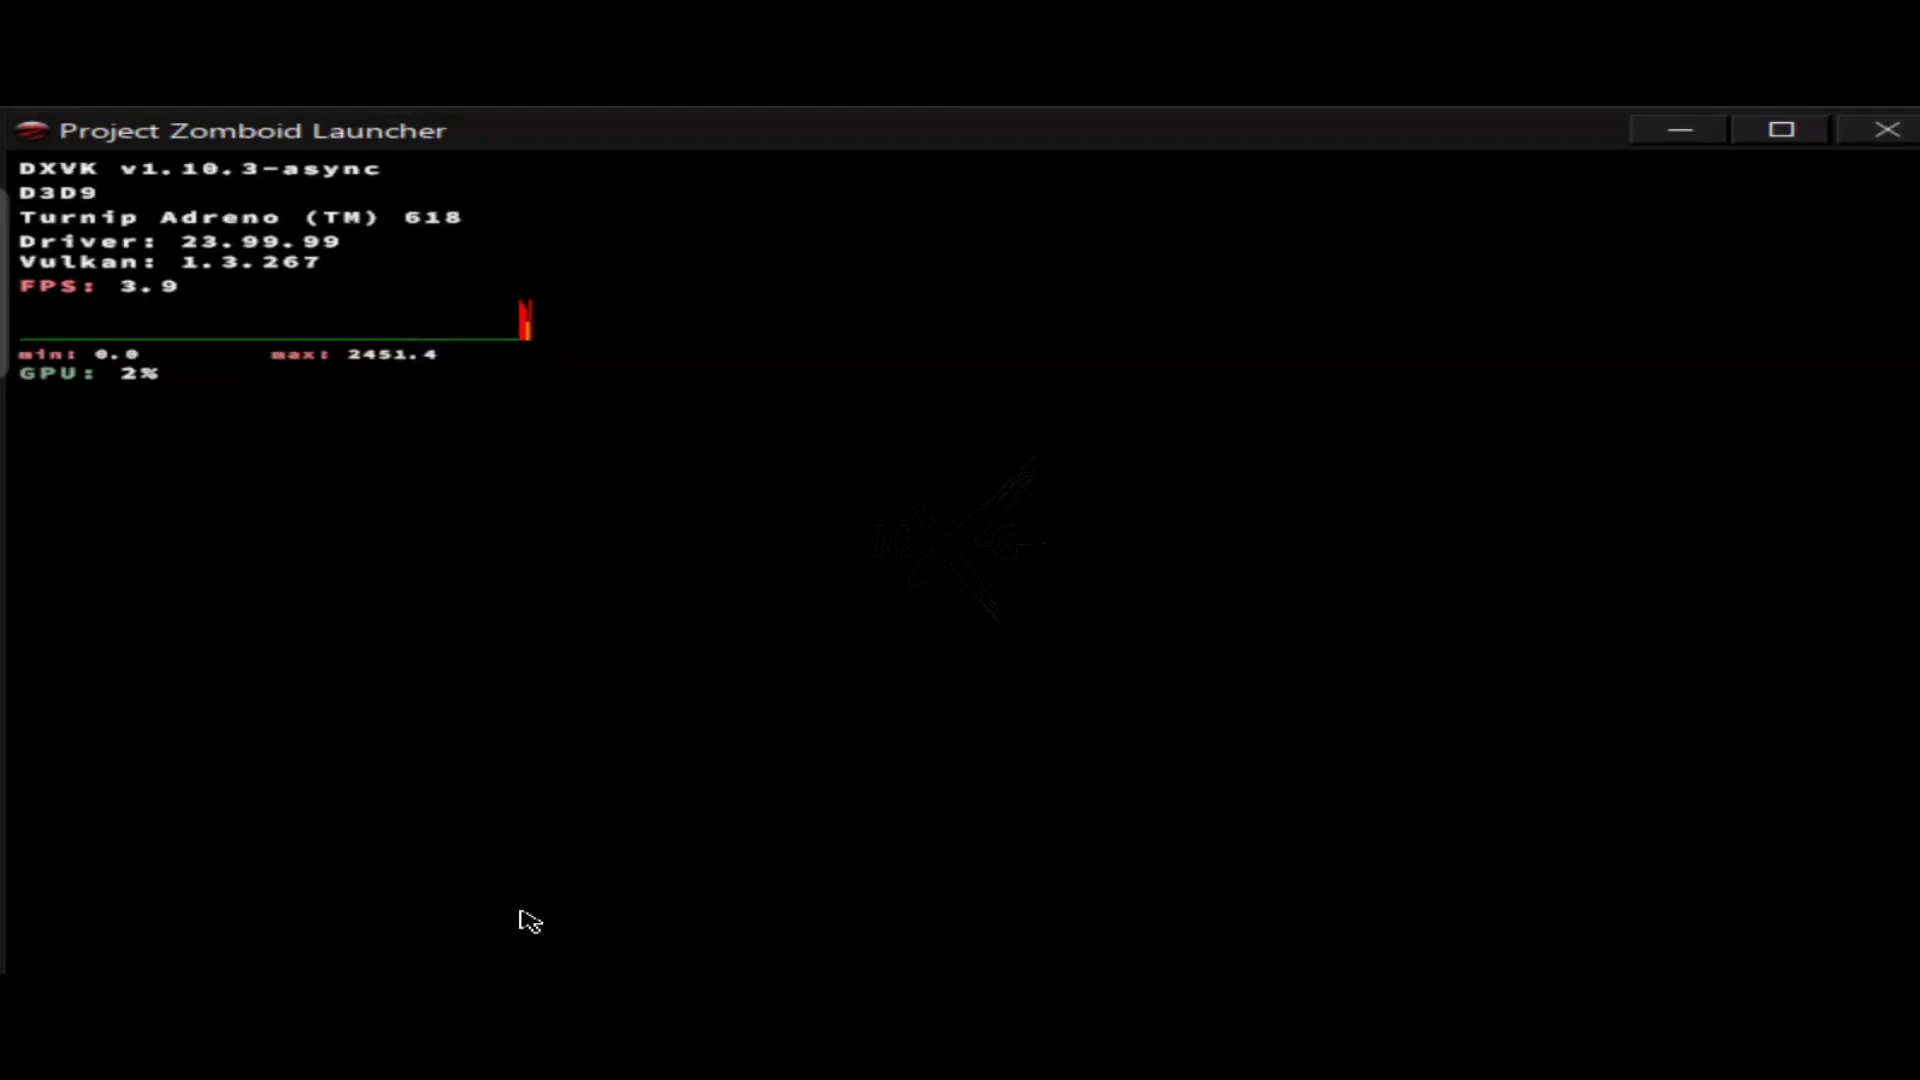 Project Zomboid Launcher
DXVK v1.10.3-async
D3D9
Turnip Adreno (TM) 618
Driver: 23.99.99
Vulkan: 1.3.267
FPS: 3.9
min: 0.0 max: 2451.4
GPU: 2%